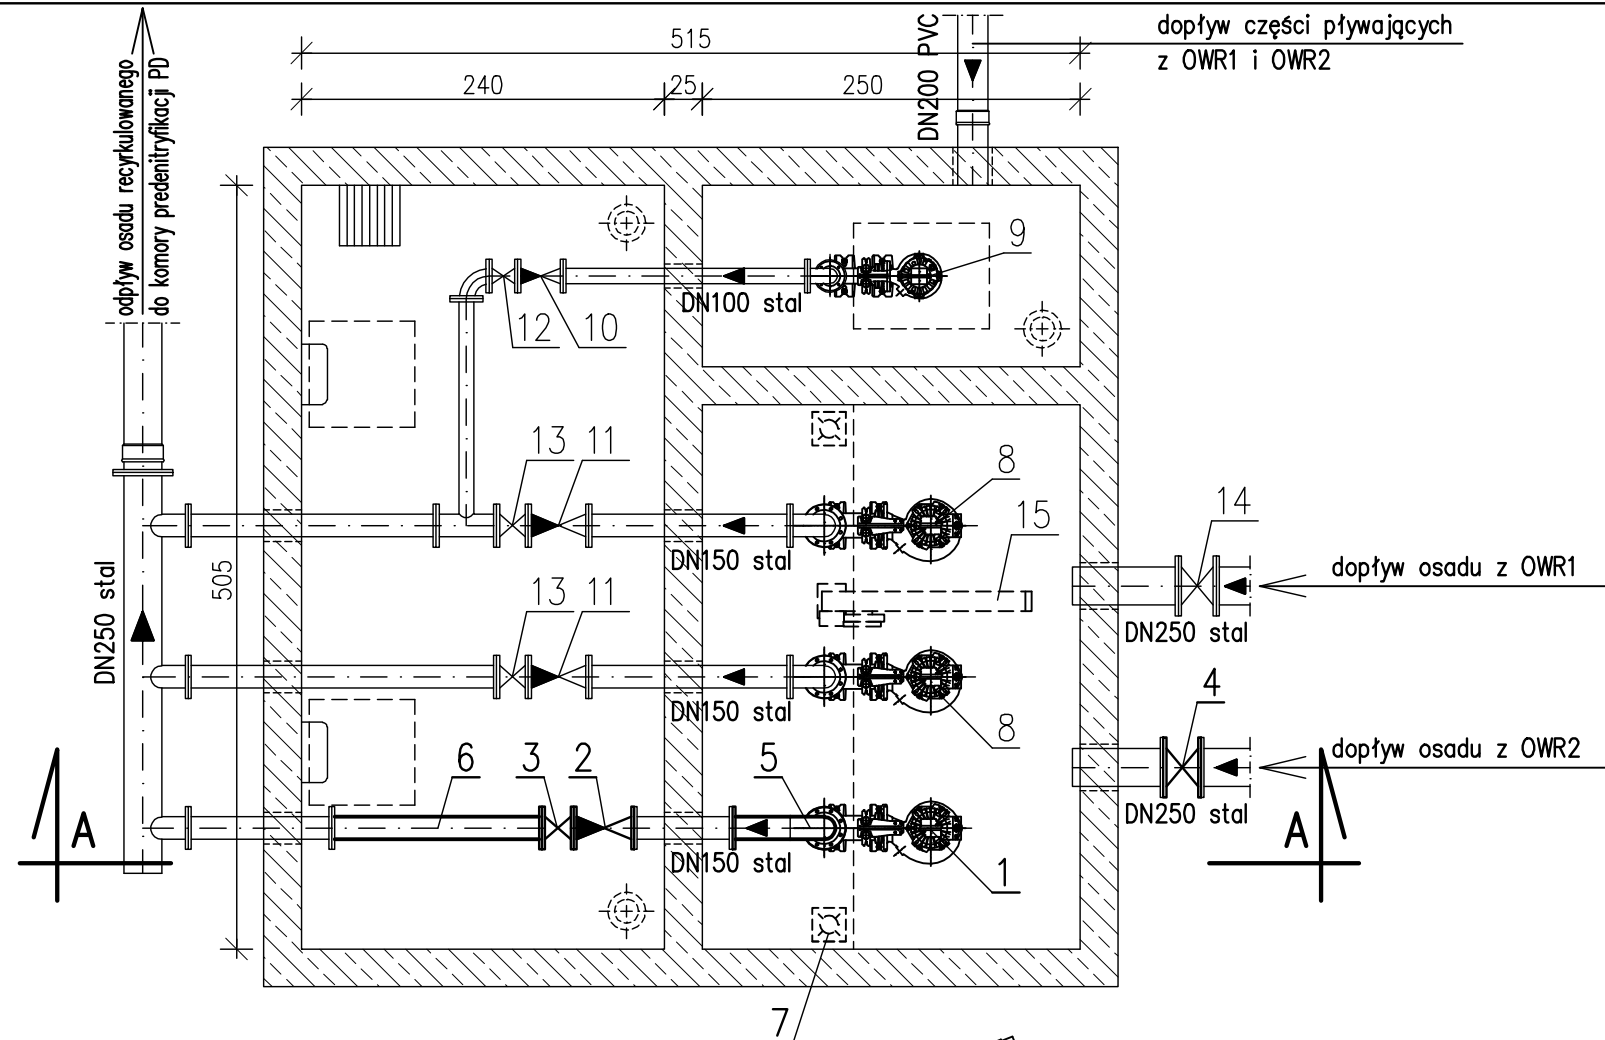 dopływ części pływających
z OWR1 i OWR2
DN200 PVC
515
240
25
250
odpływ osadu recyrkulowanego
do komory predenitryfikacji PD
9
DN100 stal
12
10
13
11
8
15
14
DN150 stal
dopływ osadu z OWR1
DN250 stal
505
DN250 stal
13
11
4
DN150 stal
8
dopływ osadu z OWR2
DN250 stal
6
3
2
5
A
A
DN150 stal
1
7